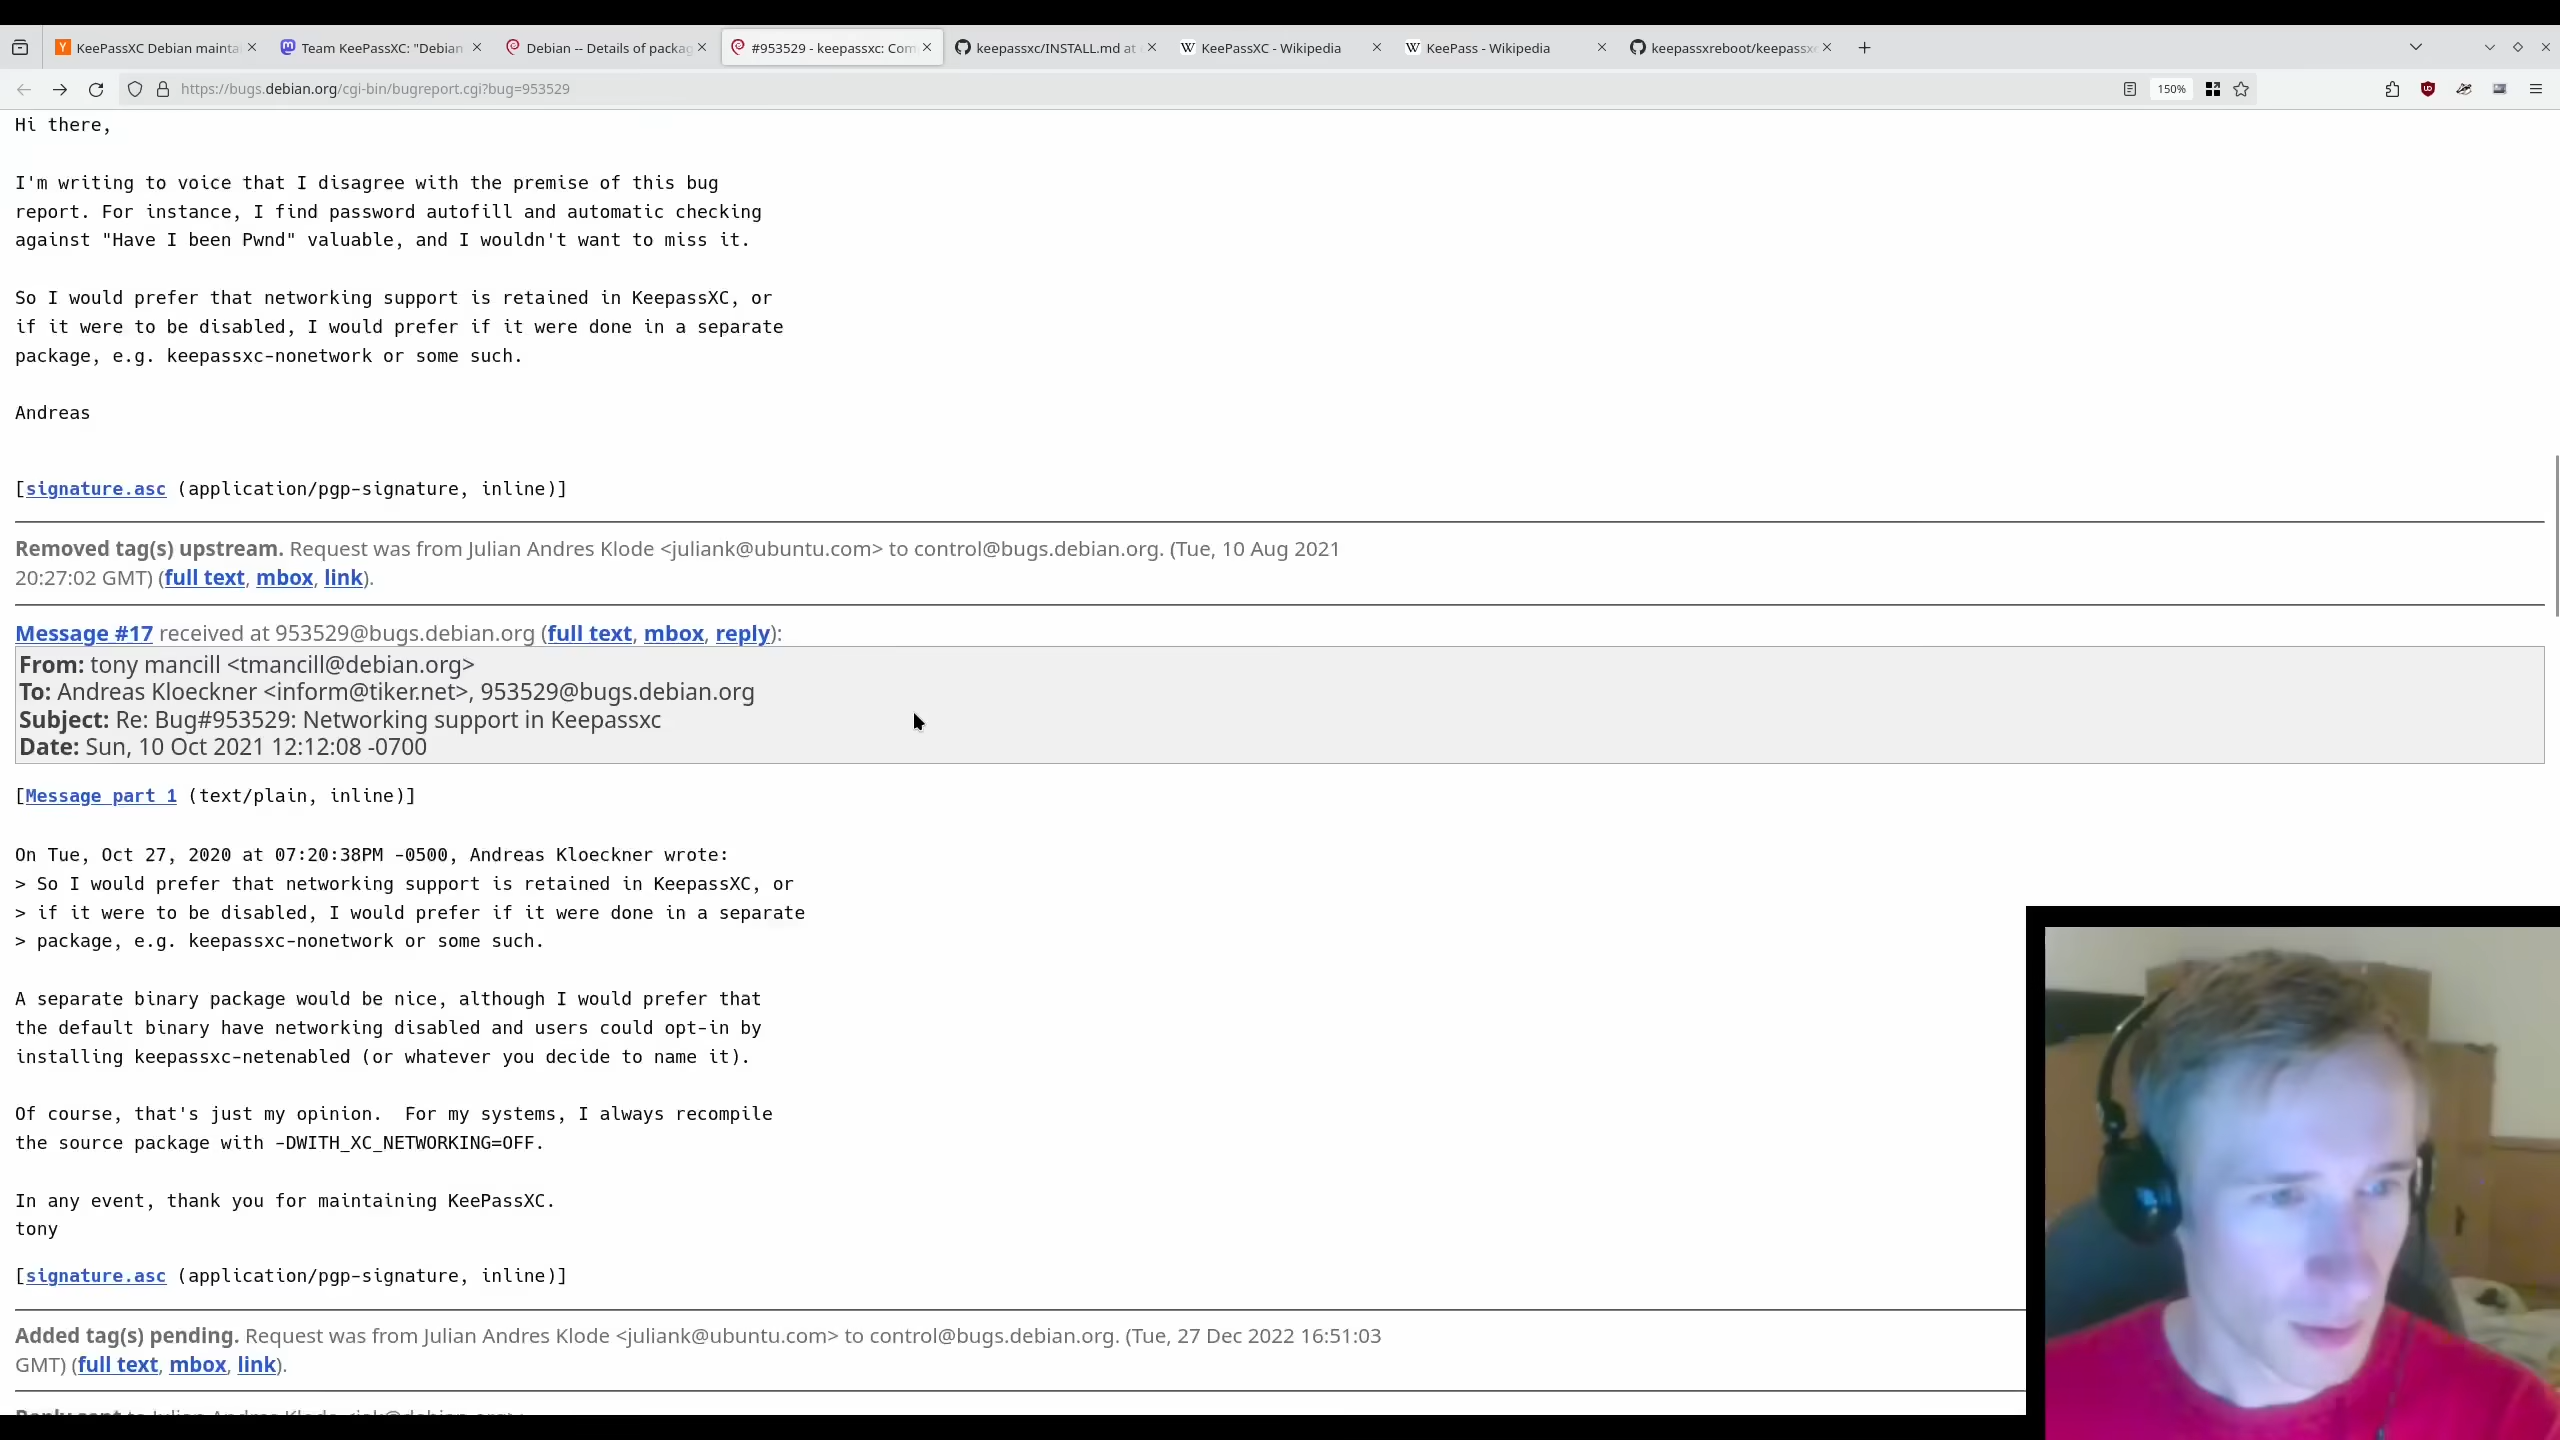 KeePassXC Debian mainta
Team KeePassXC: "Debian
Debian -- Details of packag
#953529 - keepassxc: Com
keepassxc/INSTALL.md at
KeePassXC - Wikipedia
KeePass - Wikipedia
keepassxreboot/keepassxc
https://bugs.debian.org/cgi-bin/bugreport.cgi?bug=953529
150%
Hi there,
I'm writing to voice that I disagree with the premise of this bug
report. For instance, I find password autofill and automatic checking
against "Have I been Pwnd" valuable, and I wouldn't want to miss it.
So I would prefer that networking support is retained in KeepassXC, or
if it were to be disabled, I would prefer if it were done in a separate
package, e.g. keepassxc-nonetwork or some such.
Andreas
[signature.asc (application/pgp-signature, inline)]
Removed tag(s) upstream. Request was from Julian Andres Klode <juliank@ubuntu.com> to control@bugs.debian.org. (Tue, 10 Aug 2021
20:27:02 GMT) (full text, mbox, link).
Message #17 received at 953529@bugs.debian.org (full text, mbox, reply):
From: tony mancill <tmancill@debian.org>
To: Andreas Kloeckner <inform@tiker.net>, 953529@bugs.debian.org
Subject: Re: Bug#953529: Networking support in Keepassxc
Date: Sun, 10 Oct 2021 12:12:08 -0700
[Message part 1 (text/plain, inline)]
On Tue, Oct 27, 2020 at 07:20:38PM -0500, Andreas Kloeckner wrote:
> So I would prefer that networking support is retained in KeepassXC, or
> if it were to be disabled, I would prefer if it were done in a separate
> package, e.g. keepassxc-nonetwork or some such.
A separate binary package would be nice, although I would prefer that
the default binary have networking disabled and users could opt-in by
installing keepassxc-netenabled (or whatever you decide to name it).
Of course, that's just my opinion.  For my systems, I always recompile
the source package with -DWITH_XC_NETWORKING=OFF.
In any event, thank you for maintaining KeePassXC.
tony
[signature.asc (application/pgp-signature, inline)]
Added tag(s) pending. Request was from Julian Andres Klode <juliank@ubuntu.com> to control@bugs.debian.org. (Tue, 27 Dec 2022 16:51:03
GMT) (full text, mbox, link).
Reply sent to Julian Andres Klode <jak@debian.org>: